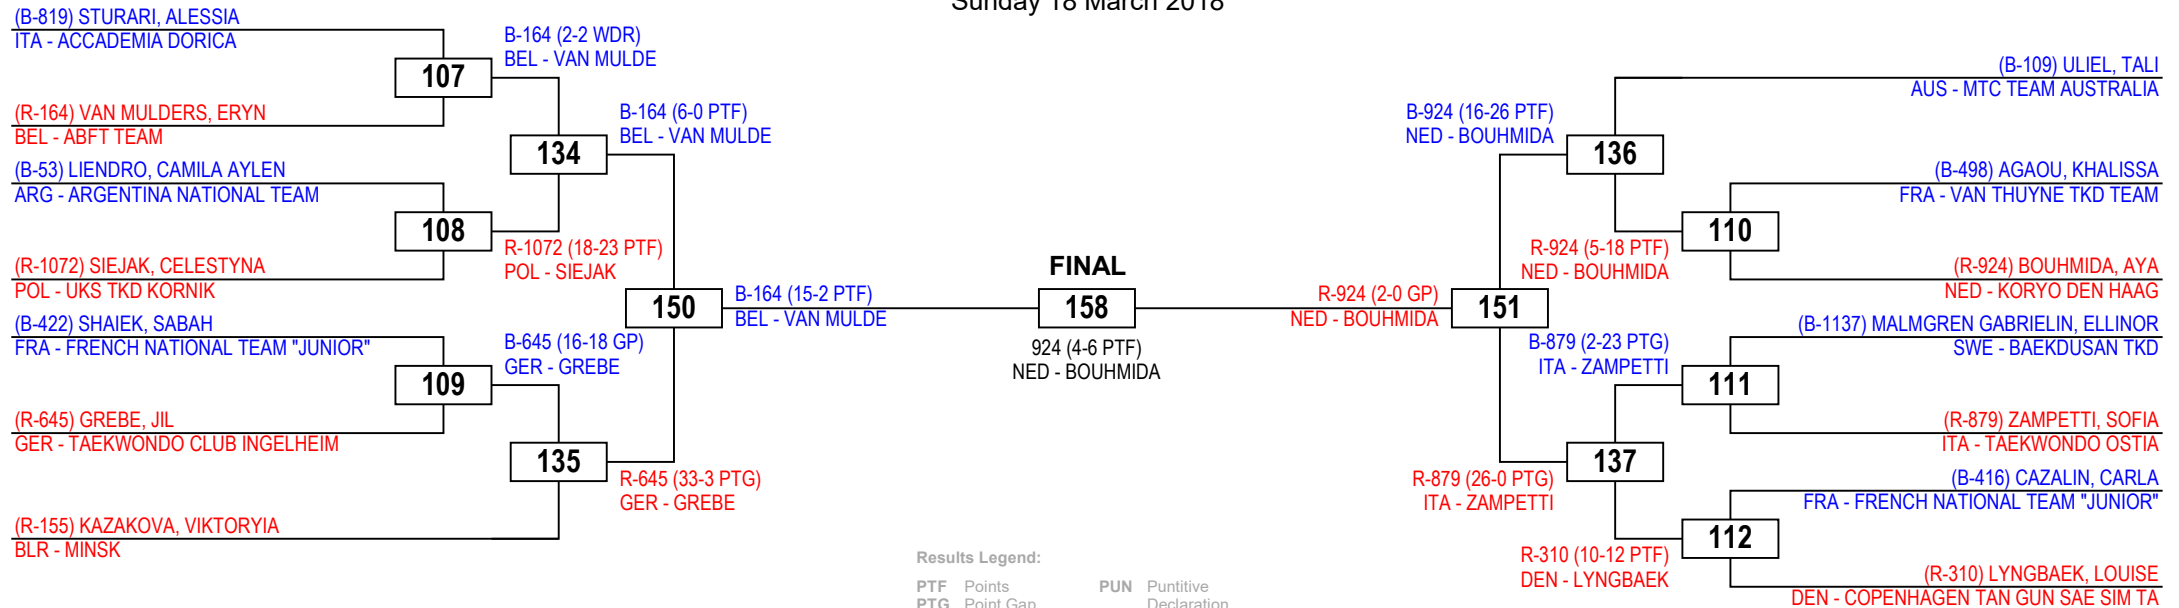 Sunday 18 March 2018
(B-819) STURARI, ALESSIA
ITA - ACCADEMIA DORICA
107
(R-164) VAN MULDERS, ERYN
BEL - ABFT TEAM
B-164 (2-2 WDR)
BEL - VAN MULDE
134
(B-53) LIENDRO, CAMILA AYLEN
ARG - ARGENTINA NATIONAL TEAM
108
(R-1072) SIEJAK, CELESTYNA
POL - UKS TKD KORNIK
R-1072 (18-23 PTF)
POL - SIEJAK
B-164 (6-0 PTF)
BEL - VAN MULDE
150
(B-422) SHAIEK, SABAH
FRA - FRENCH NATIONAL TEAM "JUNIOR"
109
(R-645) GREBE, JIL
GER - TAEKWONDO CLUB INGELHEIM
B-645 (16-18 GP)
GER - GREBE
135
(R-155) KAZAKOVA, VIKTORYIA
BLR - MINSK
R-645 (33-3 PTG)
GER - GREBE
B-164 (15-2 PTF)
BEL - VAN MULDE
FINAL
158
924 (4-6 PTF)
NED - BOUHMIDA
R-924 (2-0 GP)
NED - BOUHMIDA
151
B-924 (16-26 PTF)
NED - BOUHMIDA
136
(B-109) ULIEL, TALI
AUS - MTC TEAM AUSTRALIA
(B-498) AGAOU, KHALISSA
FRA - VAN THUYNE TKD TEAM
110
R-924 (5-18 PTF)
NED - BOUHMIDA
(R-924) BOUHMIDA, AYA
NED - KORYO DEN HAAG
(B-1137) MALMGREN GABRIELIN, ELLINOR
SWE - BAEKDUSAN TKD
B-879 (2-23 PTG)
ITA - ZAMPETTI
111
(R-879) ZAMPETTI, SOFIA
ITA - TAEKWONDO OSTIA
137
R-879 (26-0 PTG)
ITA - ZAMPETTI
(B-416) CAZALIN, CARLA
FRA - FRENCH NATIONAL TEAM "JUNIOR"
112
R-310 (10-12 PTF)
DEN - LYNGBAEK
(R-310) LYNGBAEK, LOUISE
DEN - COPENHAGEN TAN GUN SAE SIM TA
Results Legend:
PTF Points PUN Puntitive
PTG Point Gap Declaration